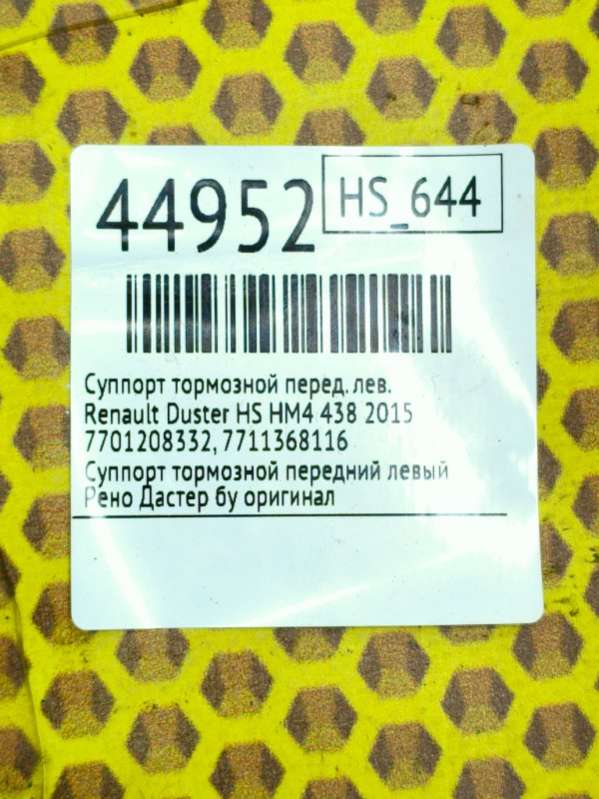 44952
HS_644
Суппорт тормозной перед. лев.
Renault Duster HS HM4 438 2015
7701208332, 7711368116
Суппорт тормозной передний левый
Рено Дастер бу оригинал